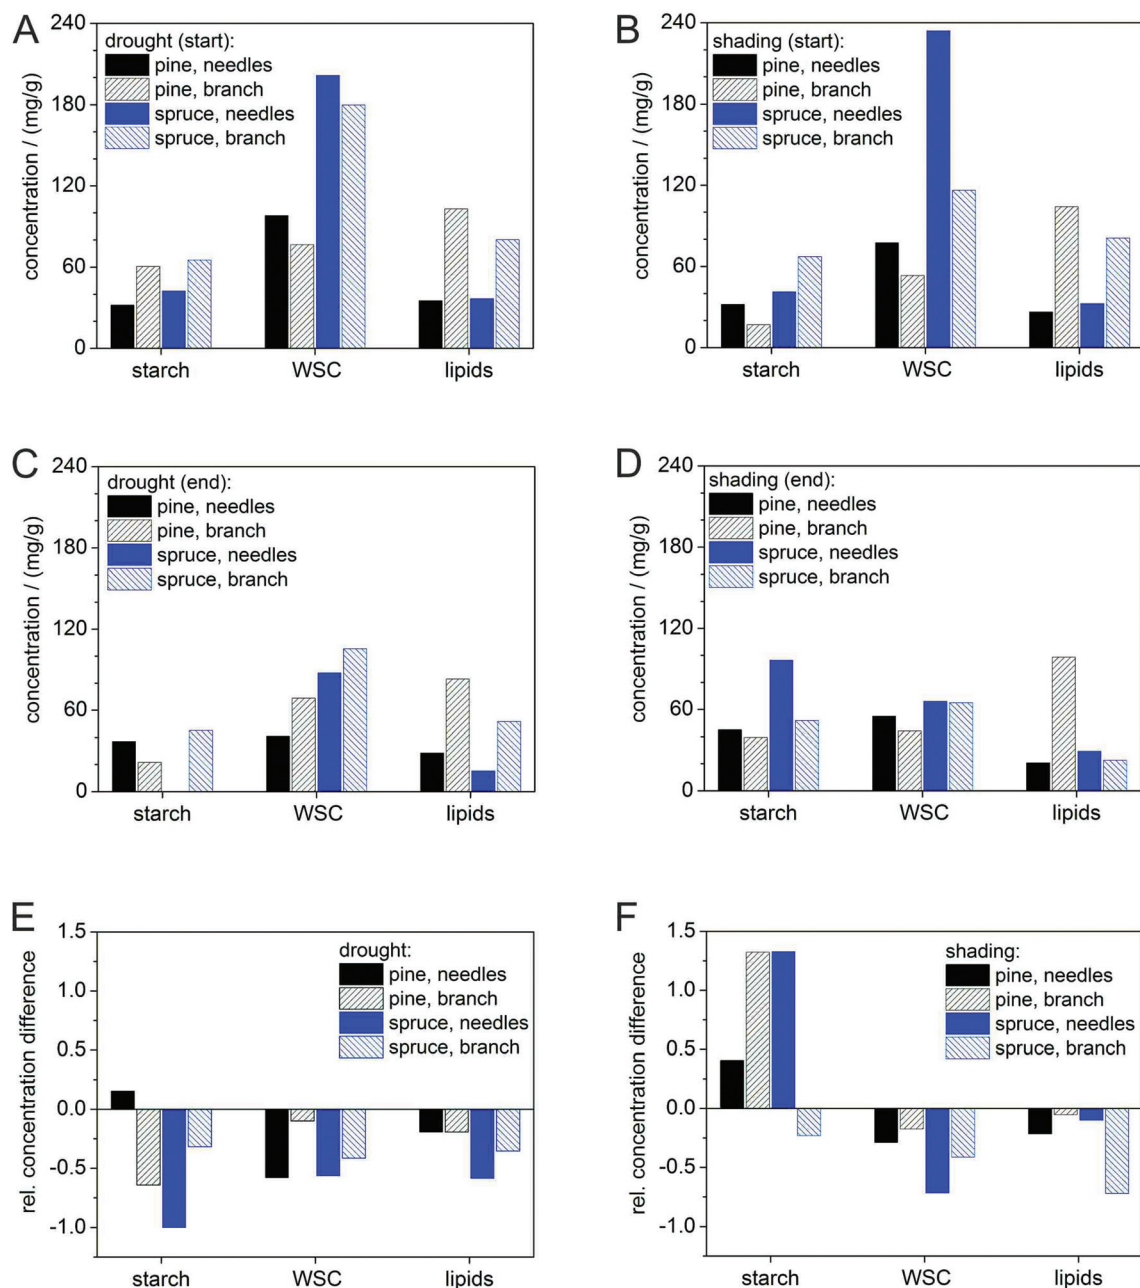 A
240
180
120
60
0
concentration / (mg/g)
drought (start):
pine, needles
pine, branch
spruce, needles
spruce, branch
starch WSC lipids
B
240
180
120
60
0
concentration / (mg/g)
shading (start):
pine, needles
pine, branch
spruce, needles
spruce, branch
starch WSC lipids
C
240
180
120
60
0
concentration / (mg/g)
drought (end):
pine, needles
pine, branch
spruce, needles
spruce, branch
starch WSC lipids
D
240
180
120
60
0
concentration / (mg/g)
shading (end):
pine, needles
pine, branch
spruce, needles
spruce, branch
starch WSC lipids
E
1.5
1.0
0.5
0.0
-0.5
-1.0
rel. concentration difference
drought:
pine, needles
pine, branch
spruce, needles
spruce, branch
starch WSC lipids
F
1.5
1.0
0.5
0.0
-0.5
-1.0
rel. concentration difference
shading:
pine, needles
pine, branch
spruce, needles
spruce, branch
starch WSC lipids